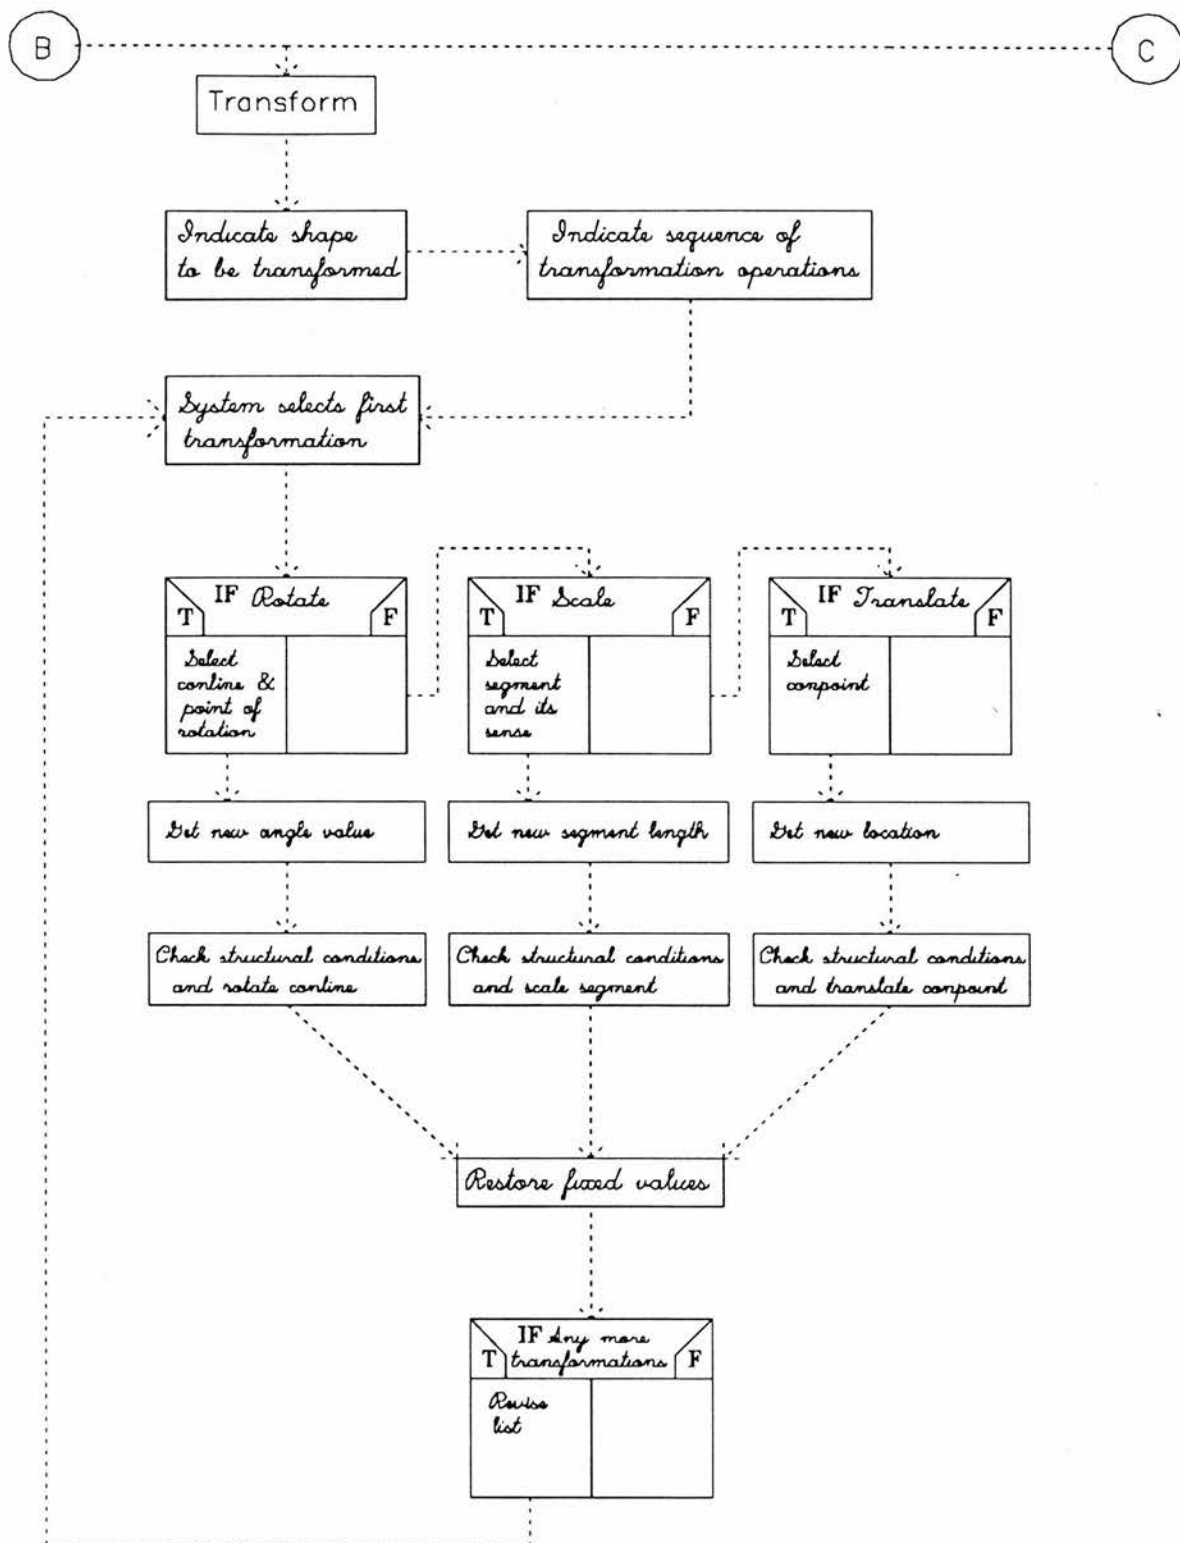 B
C
Transform
Indicate shape
to be transformed
Indicate sequence of
transformation operations
System selects first
transformation
IF Rotate
T
F
Select
conline &
point of
rotation
IF Scale
T
F
Select
segment
and its
sense
IF Translate
T
F
Select
conpoint
Get new angle value
Get new segment length
Get new location
Check structural conditions
and rotate conline
Check structural conditions
and scale segment
Check structural conditions
and translate conpoint
Restore fixed values
IF Any more
T transformations F
Revise
list